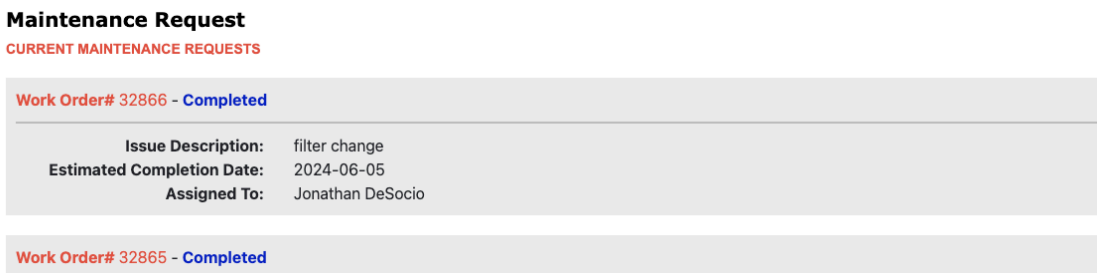 Maintenance Request
CURRENT MAINTENANCE REQUESTS
Work Order# 32866 - Completed
Issue Description: filter change
Estimated Completion Date: 2024-06-05
Assigned To: Jonathan DeSocio
Work Order# 32865 - Completed